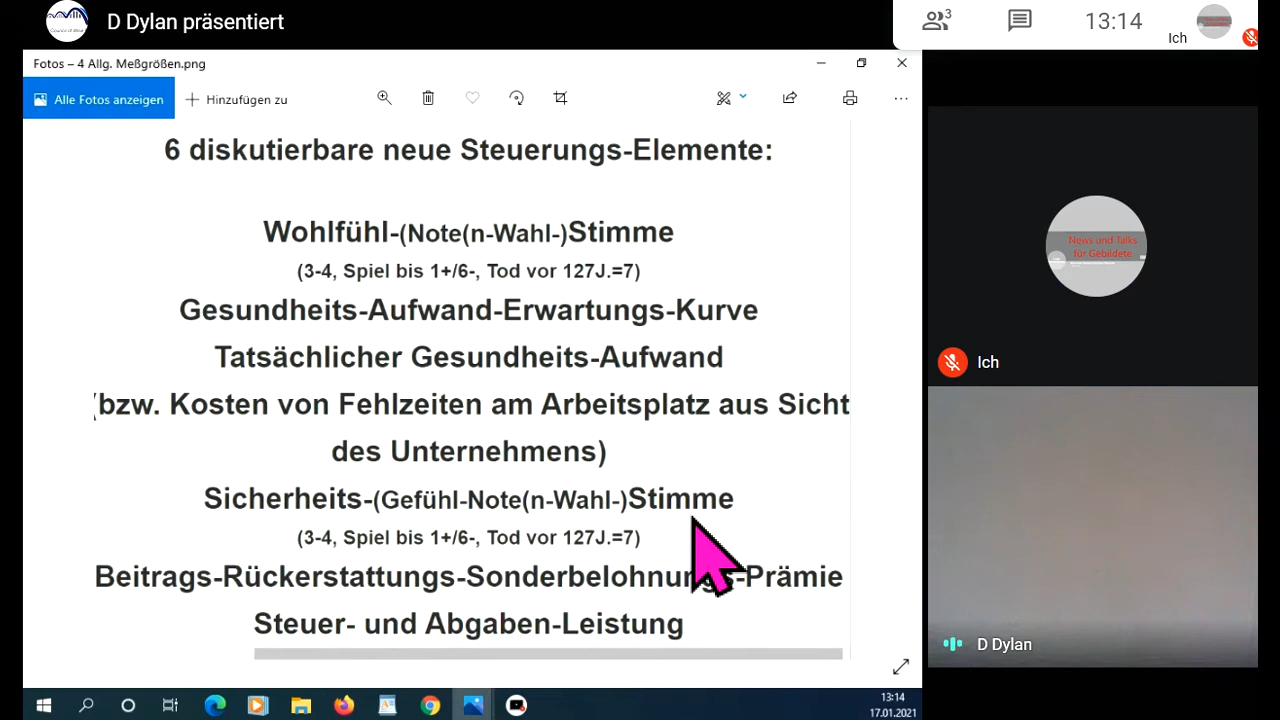 D Dylan präsentiert
3
13:14
Ich
Fotos – 4 Allg. Meßgrößen.png
Alle Fotos anzeigen
Hinzufügen zu
6 diskutierbare neue Steuerungs-Elemente:
Wohlfühl-(Note(n-Wahl-)Stimme
(3-4, Spiel bis 1+/6-, Tod vor 127J.=7)
Gesundheits-Aufwand-Erwartungs-Kurve
Tatsächlicher Gesundheits-Aufwand
(bzw. Kosten von Fehlzeiten am Arbeitsplatz aus Sicht
des Unternehmens)
Sicherheits-(Gefühl-Note(n-Wahl-)Stimme
(3-4, Spiel bis 1+/6-, Tod vor 127J.=7)
Beitrags-Rückerstattungs-Sonderbelohnungs-Prämie
Steuer- und Abgaben-Leistung
News und Talks
für Gebildete
Ich
D Dylan
13:14
17.01.2021